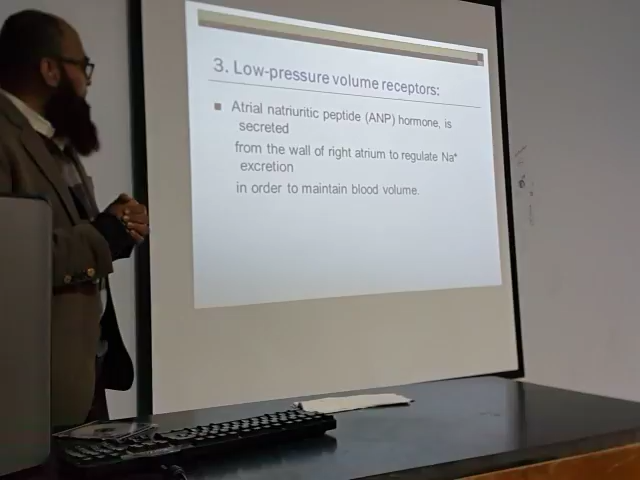 3. Low-pressure volume receptors:
Atrial natriuritic peptide (ANP) hormone, is
secreted
from the wall of right atrium to regulate Na⁺
excretion
in order to maintain blood volume.